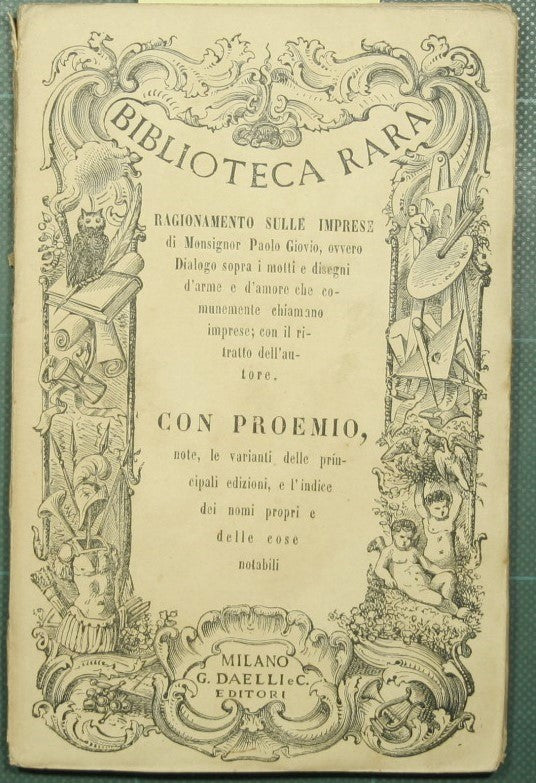 BIBLIOTECA RARA
RAGIONAMENTO SULLE IMPRESE
di Monsignor Paolo Giovio, ovvero
Dialogo sopra i motti e disegni
d'arme e d'amore che co-
munemente chiamano
imprese; con il ri-
tratto dell'au-
tore.
CON PROEMIO,
note, le varianti delle prin-
cipali edizioni, e l'indice
dei nomi propri e
delle cose
notabili
MILANO
G. DAELLI e C.
EDITORI